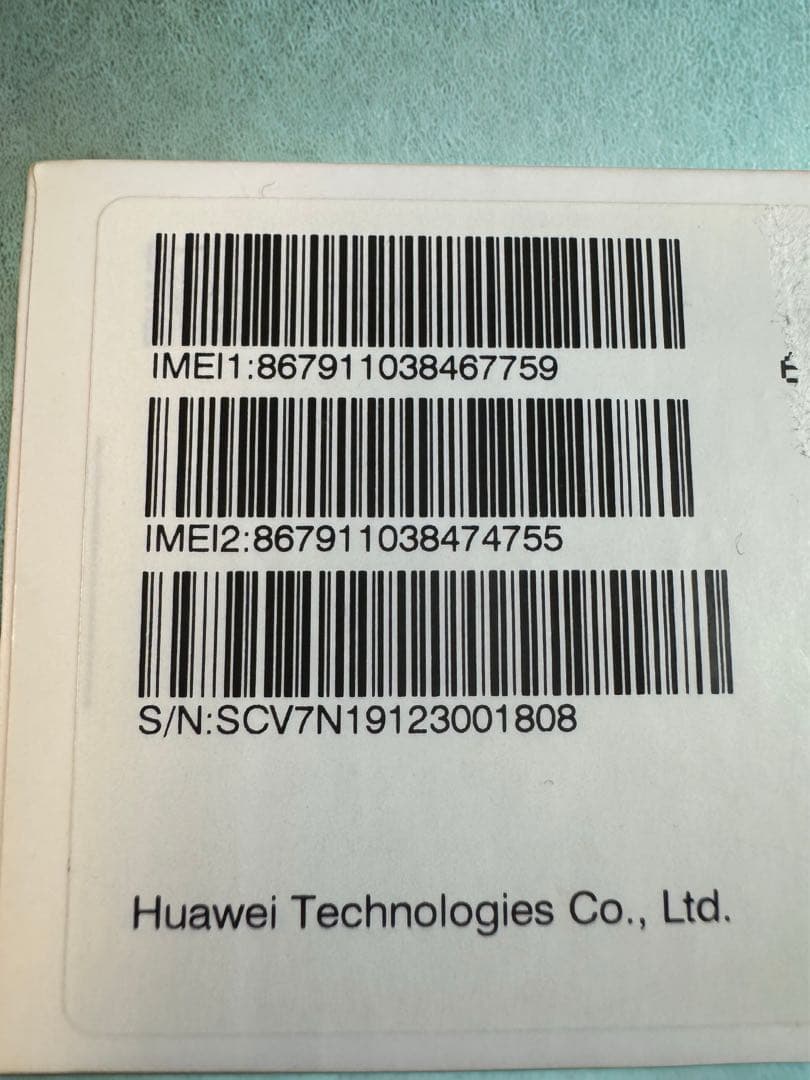 IMEI1:867911038467759
IMEI2:867911038474755
S/N:SCV7N19123001808
Huawei Technologies Co., Ltd.